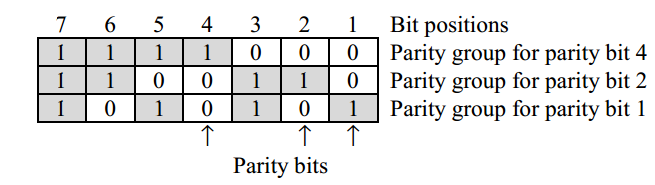 7 6 5 4 3 2 1 Bit positions
1 1 1 1 0 0 0 Parity group for parity bit 4
1 1 0 0 1 1 0 Parity group for parity bit 2
1 0 1 0 1 0 1 Parity group for parity bit 1
↑ ↑ ↑
Parity bits